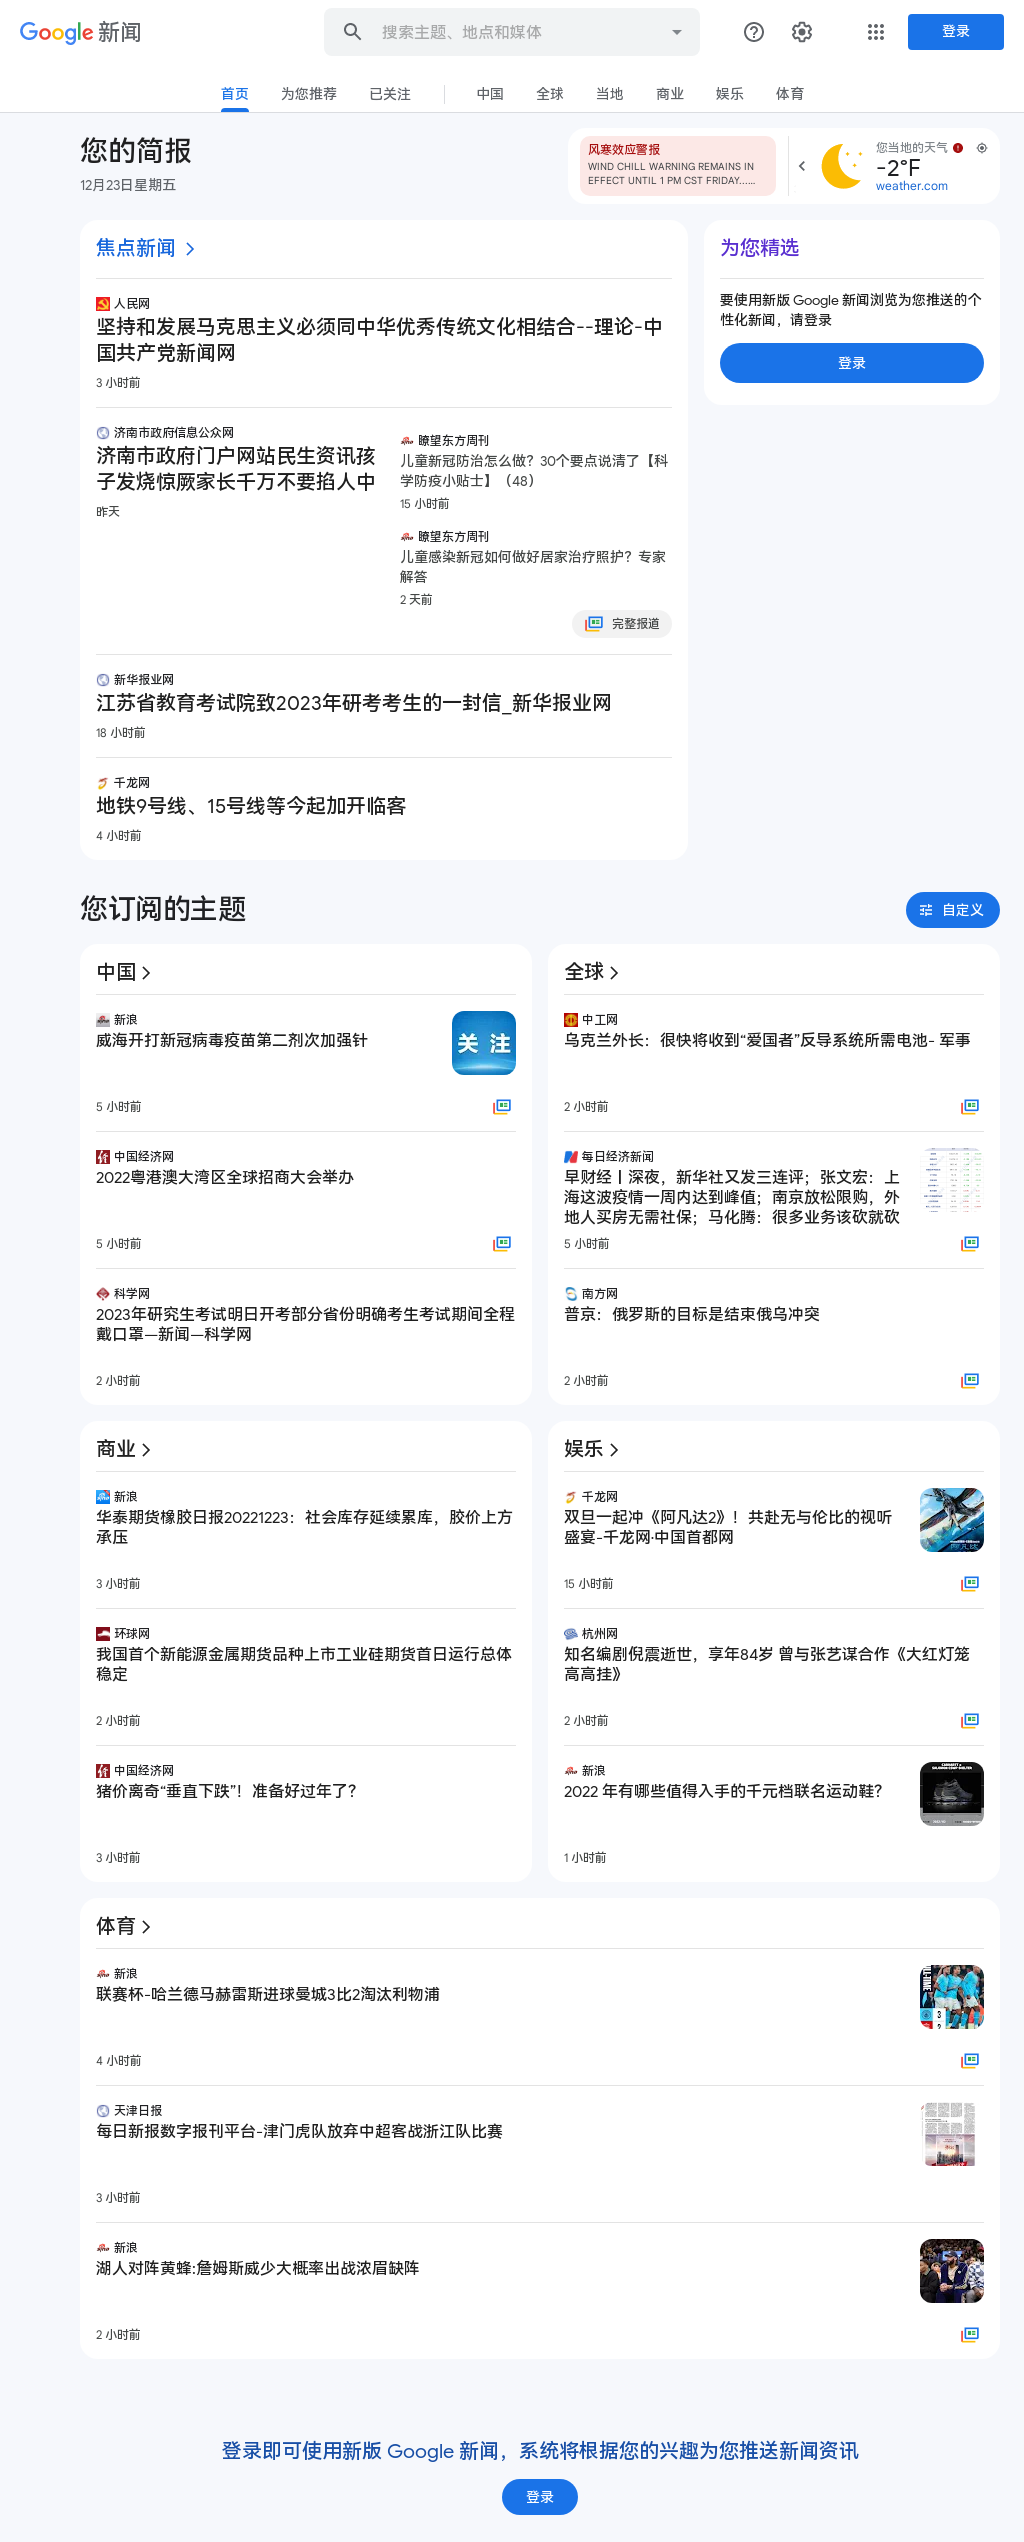 Google 新闻
搜索主题、地点和媒体
登录
首页
为您推荐
已关注
中国
全球
当地
商业
娱乐
体育
您的简报
12月23日星期五
风寒效应警报
WIND CHILL WARNING REMAINS IN
EFFECT UNTIL 1 PM CST FRIDAY......
您当地的天气
-2°F
weather.com
焦点新闻
人民网
坚持和发展马克思主义必须同中华优秀传统文化相结合--理论-中
国共产党新闻网
3 小时前
济南市政府信息公众网
济南市政府门户网站民生资讯孩
子发烧惊厥家长千万不要掐人中
昨天
瞭望东方周刊
儿童新冠防治怎么做？30个要点说清了【科
学防疫小贴士】（48）
15 小时前
瞭望东方周刊
儿童感染新冠如何做好居家治疗照护？专家
解答
2 天前
完整报道
新华报业网
江苏省教育考试院致2023年研考考生的一封信_新华报业网
18 小时前
千龙网
地铁9号线、15号线等今起加开临客
4 小时前
为您精选
要使用新版 Google 新闻浏览为您推送的个
性化新闻，请登录
登录
您订阅的主题
自定义
中国
新浪
威海开打新冠病毒疫苗第二剂次加强针
关 注
5 小时前
中国经济网
2022粤港澳大湾区全球招商大会举办
5 小时前
科学网
2023年研究生考试明日开考部分省份明确考生考试期间全程
戴口罩—新闻—科学网
2 小时前
全球
中工网
乌克兰外长：很快将收到“爱国者”反导系统所需电池- 军事
2 小时前
每日经济新闻
早财经丨深夜，新华社又发三连评；张文宏：上
海这波疫情一周内达到峰值；南京放松限购，外
地人买房无需社保；马化腾：很多业务该砍就砍
5 小时前
南方网
普京：俄罗斯的目标是结束俄乌冲突
2 小时前
商业
新浪
华泰期货橡胶日报20221223：社会库存延续累库，胶价上方
承压
3 小时前
环球网
我国首个新能源金属期货品种上市工业硅期货首日运行总体
稳定
2 小时前
中国经济网
猪价离奇“垂直下跌”！准备好过年了？
3 小时前
娱乐
千龙网
双旦一起冲《阿凡达2》！共赴无与伦比的视听
盛宴-千龙网·中国首都网
阿凡达
15 小时前
杭州网
知名编剧倪震逝世，享年84岁 曾与张艺谋合作《大红灯笼
高高挂》
2 小时前
新浪
2022 年有哪些值得入手的千元档联名运动鞋？
1 小时前
体育
新浪
联赛杯-哈兰德马赫雷斯进球曼城3比2淘汰利物浦
3
2
4 小时前
天津日报
每日新报数字报刊平台-津门虎队放弃中超客战浙江队比赛
3 小时前
新浪
湖人对阵黄蜂:詹姆斯威少大概率出战浓眉缺阵
2 小时前
登录即可使用新版 Google 新闻，系统将根据您的兴趣为您推送新闻资讯
登录